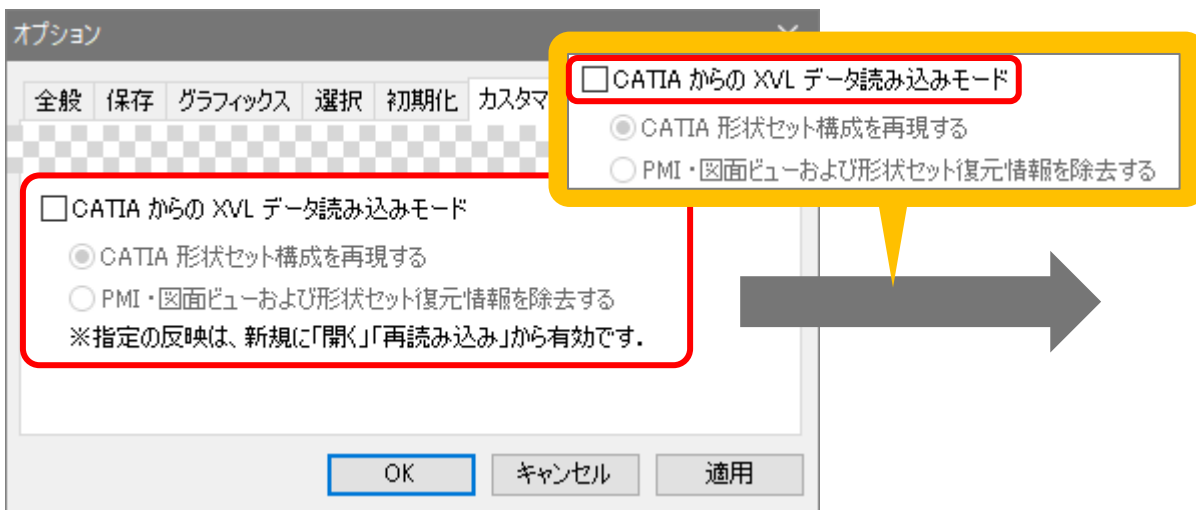 オプション
全般 保存 グラフィックス 選択 初期化 カスタマ
CATIA からの XVL データ読み込みモード
CATIA 形状セット構成を再現する
PMI・図面ビューおよび形状セット復元情報を除去する
※指定の反映は、新規に「開く」「再読み込み」から有効です.
OK キャンセル 適用
CATIA からの XVL データ読み込みモード
CATIA 形状セット構成を再現する
PMI・図面ビューおよび形状セット復元情報を除去する